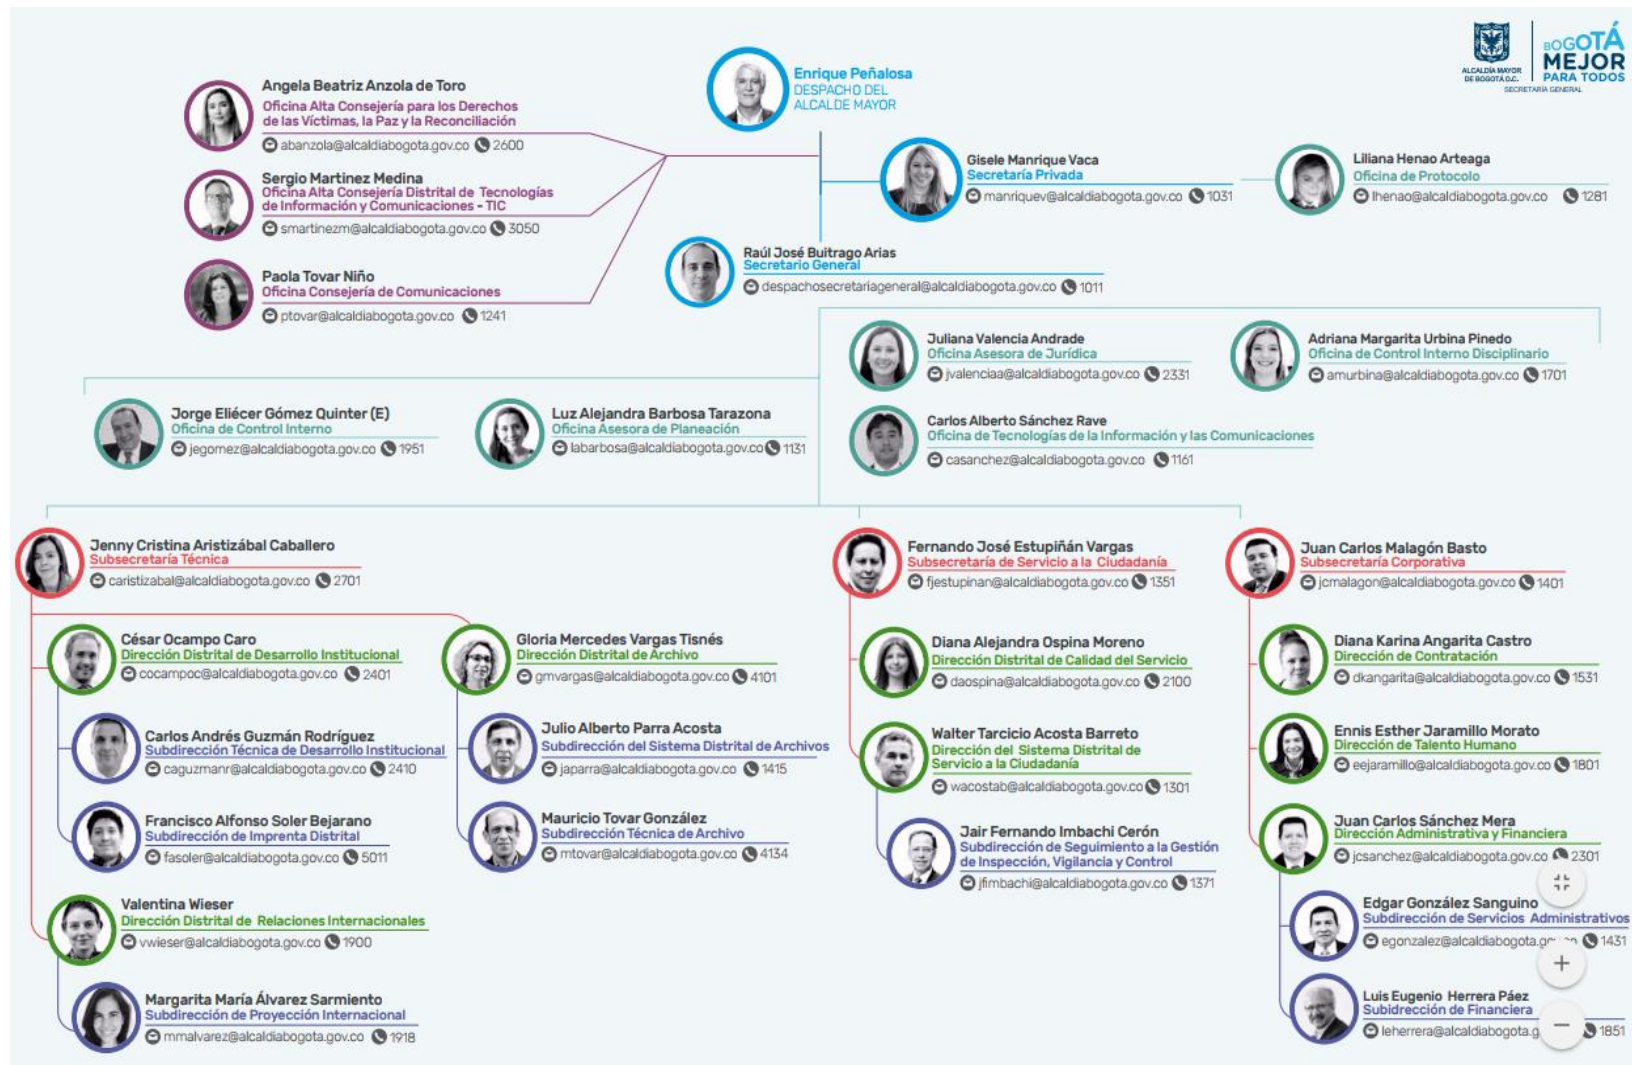 ALCALDÍA MAYOR
DE BOGOTÁ D.C.
BOGOTÁ
MEJOR
PARA TODOS
SECRETARÍA GENERAL
Enrique Peñalosa
DESPACHO DEL
ALCALDE MAYOR
Angela Beatriz Anzola de Toro
Oficina Alta Consejería para los Derechos
de las Víctimas, la Paz y la Reconciliación
abanzola@alcaldiabogota.gov.co 2600
Sergio Martinez Medina
Oficina Alta Consejería Distrital de Tecnologías
de Información y Comunicaciones - TIC
smartinezm@alcaldiabogota.gov.co 3050
Paola Tovar Niño
Oficina Consejería de Comunicaciones
ptovar@alcaldiabogota.gov.co 1241
Gisele Manrique Vaca
Secretaría Privada
manriquev@alcaldiabogota.gov.co 1031
Liliana Henao Arteaga
Oficina de Protocolo
lhenao@alcaldiabogota.gov.co 1281
Raúl José Buitrago Arias
Secretario General
despachosecretariageneral@alcaldiabogota.gov.co 1011
Juliana Valencia Andrade
Oficina Asesora de Jurídica
jvalenciaa@alcaldiabogota.gov.co 2331
Adriana Margarita Urbina Pinedo
Oficina de Control Interno Disciplinario
amurbina@alcaldiabogota.gov.co 1701
Jorge Eliécer Gómez Quinter (E)
Oficina de Control Interno
jegomez@alcaldiabogota.gov.co 1951
Luz Alejandra Barbosa Tarazona
Oficina Asesora de Planeación
labarbosa@alcaldiabogota.gov.co 1131
Carlos Alberto Sánchez Rave
Oficina de Tecnologías de la Información y las Comunicaciones
casanchez@alcaldiabogota.gov.co 1161
Jenny Cristina Aristizábal Caballero
Subsecretaría Técnica
caristizabal@alcaldiabogota.gov.co 2701
César Ocampo Caro
Dirección Distrital de Desarrollo Institucional
cocampoc@alcaldiabogota.gov.co 2401
Carlos Andrés Guzmán Rodríguez
Subdirección Técnica de Desarrollo Institucional
caguzmanr@alcaldiabogota.gov.co 2410
Francisco Alfonso Soler Bejarano
Subdirección de Imprenta Distrital
fasoler@alcaldiabogota.gov.co 5011
Valentina Wieser
Dirección Distrital de Relaciones Internacionales
vwieser@alcaldiabogota.gov.co 1900
Margarita María Álvarez Sarmiento
Subdirección de Proyección Internacional
mmalvarez@alcaldiabogota.gov.co 1918
Gloria Mercedes Vargas Tisnés
Dirección Distrital de Archivo
gmvargas@alcaldiabogota.gov.co 4101
Julio Alberto Parra Acosta
Subdirección del Sistema Distrital de Archivos
japarra@alcaldiabogota.gov.co 1415
Mauricio Tovar González
Subdirección Técnica de Archivo
mtovar@alcaldiabogota.gov.co 4134
Fernando José Estupiñán Vargas
Subsecretaría de Servicio a la Ciudadanía
fjestupinan@alcaldiabogota.gov.co 1351
Diana Alejandra Ospina Moreno
Dirección Distrital de Calidad del Servicio
daospina@alcaldiabogota.gov.co 2100
Walter Tarcicio Acosta Barreto
Dirección del Sistema Distrital de
Servicio a la Ciudadanía
wacostab@alcaldiabogota.gov.co 1301
Jair Fernando Imbachi Cerón
Subdirección de Seguimiento a la Gestión
de Inspección, Vigilancia y Control
jfimbachi@alcaldiabogota.gov.co 1371
Juan Carlos Malagón Basto
Subsecretaría Corporativa
jcmalagon@alcaldiabogota.gov.co 1401
Diana Karina Angarita Castro
Dirección de Contratación
dkangarita@alcaldiabogota.gov.co 1531
Ennis Esther Jaramillo Morato
Dirección de Talento Humano
eejaramillo@alcaldiabogota.gov.co 1801
Juan Carlos Sánchez Mera
Dirección Administrativa y Financiera
jcsanchez@alcaldiabogota.gov.co 2301
Edgar González Sanguino
Subdirección de Servicios Administrativos
1431
Luis Eugenio Herrera Páez
Subidrección de Financiera
1851